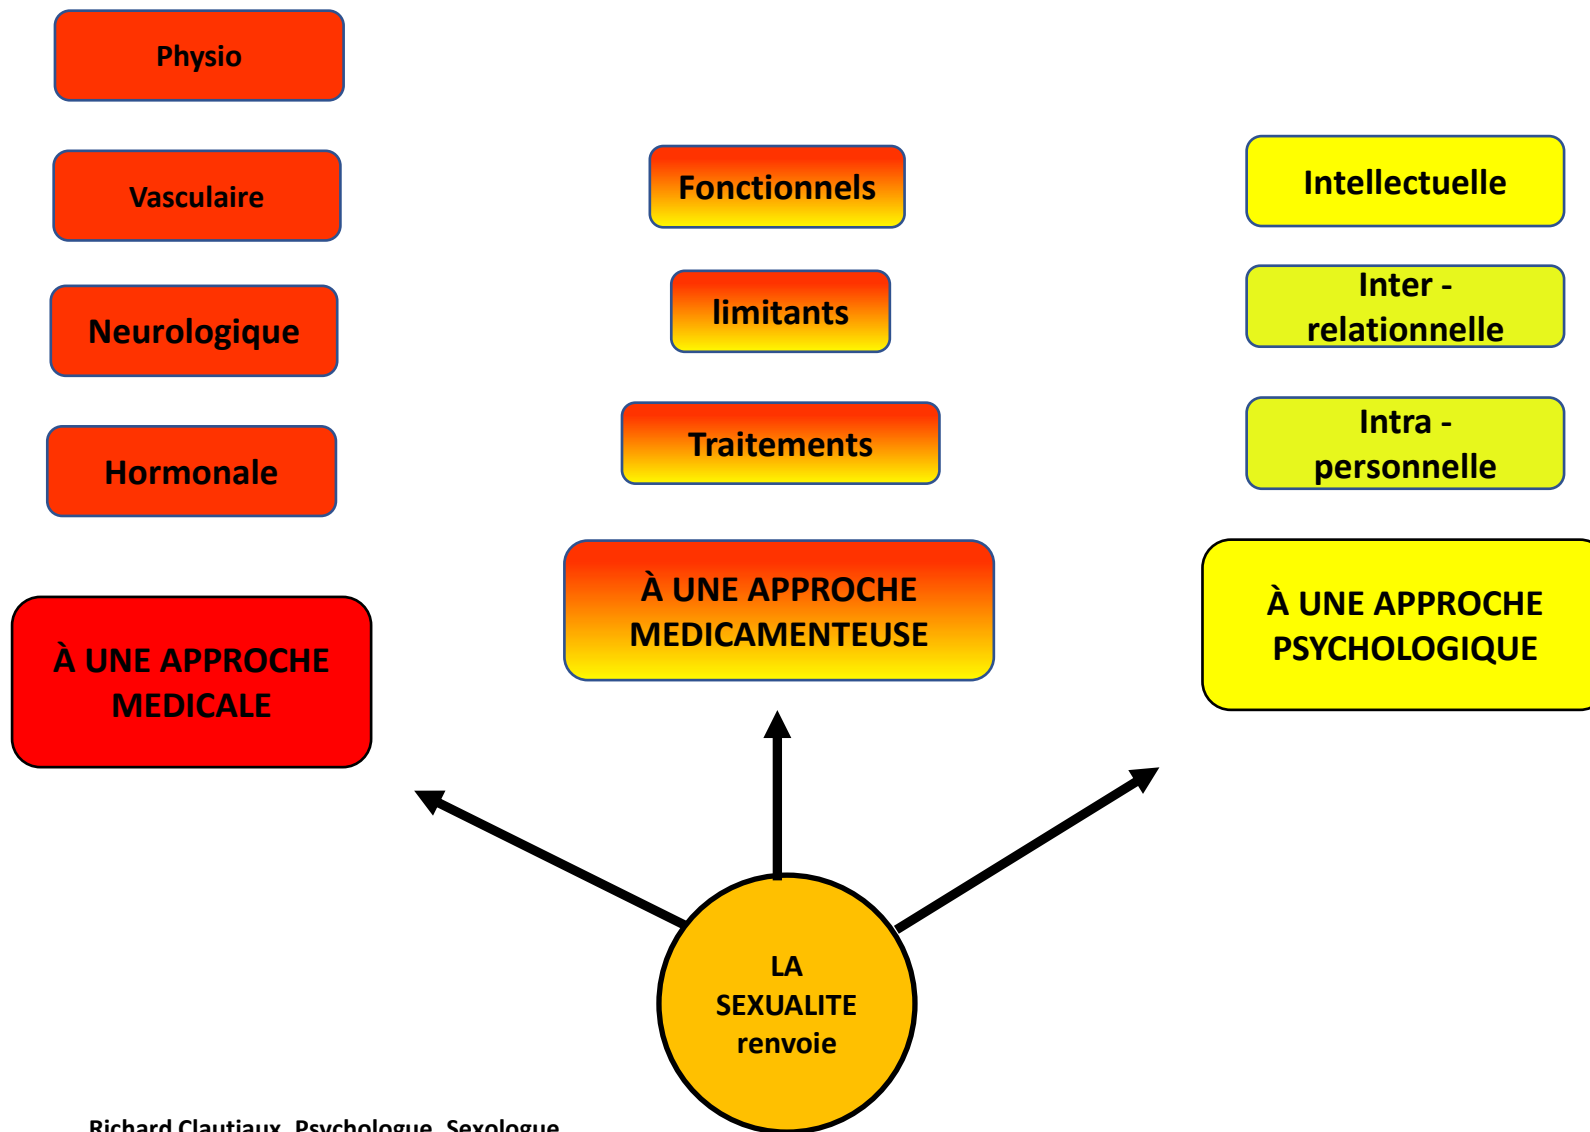 Physio
Vasculaire
Neurologique
Hormonale
À UNE APPROCHE
MEDICALE
Fonctionnels
limitants
Traitements
À UNE APPROCHE
MEDICAMENTEUSE
Intellectuelle
Inter -
relationnelle
Intra -
personnelle
À UNE APPROCHE
PSYCHOLOGIQUE
LA
SEXUALITE
renvoie
Richard Clautiaux Psychologue Sexologue